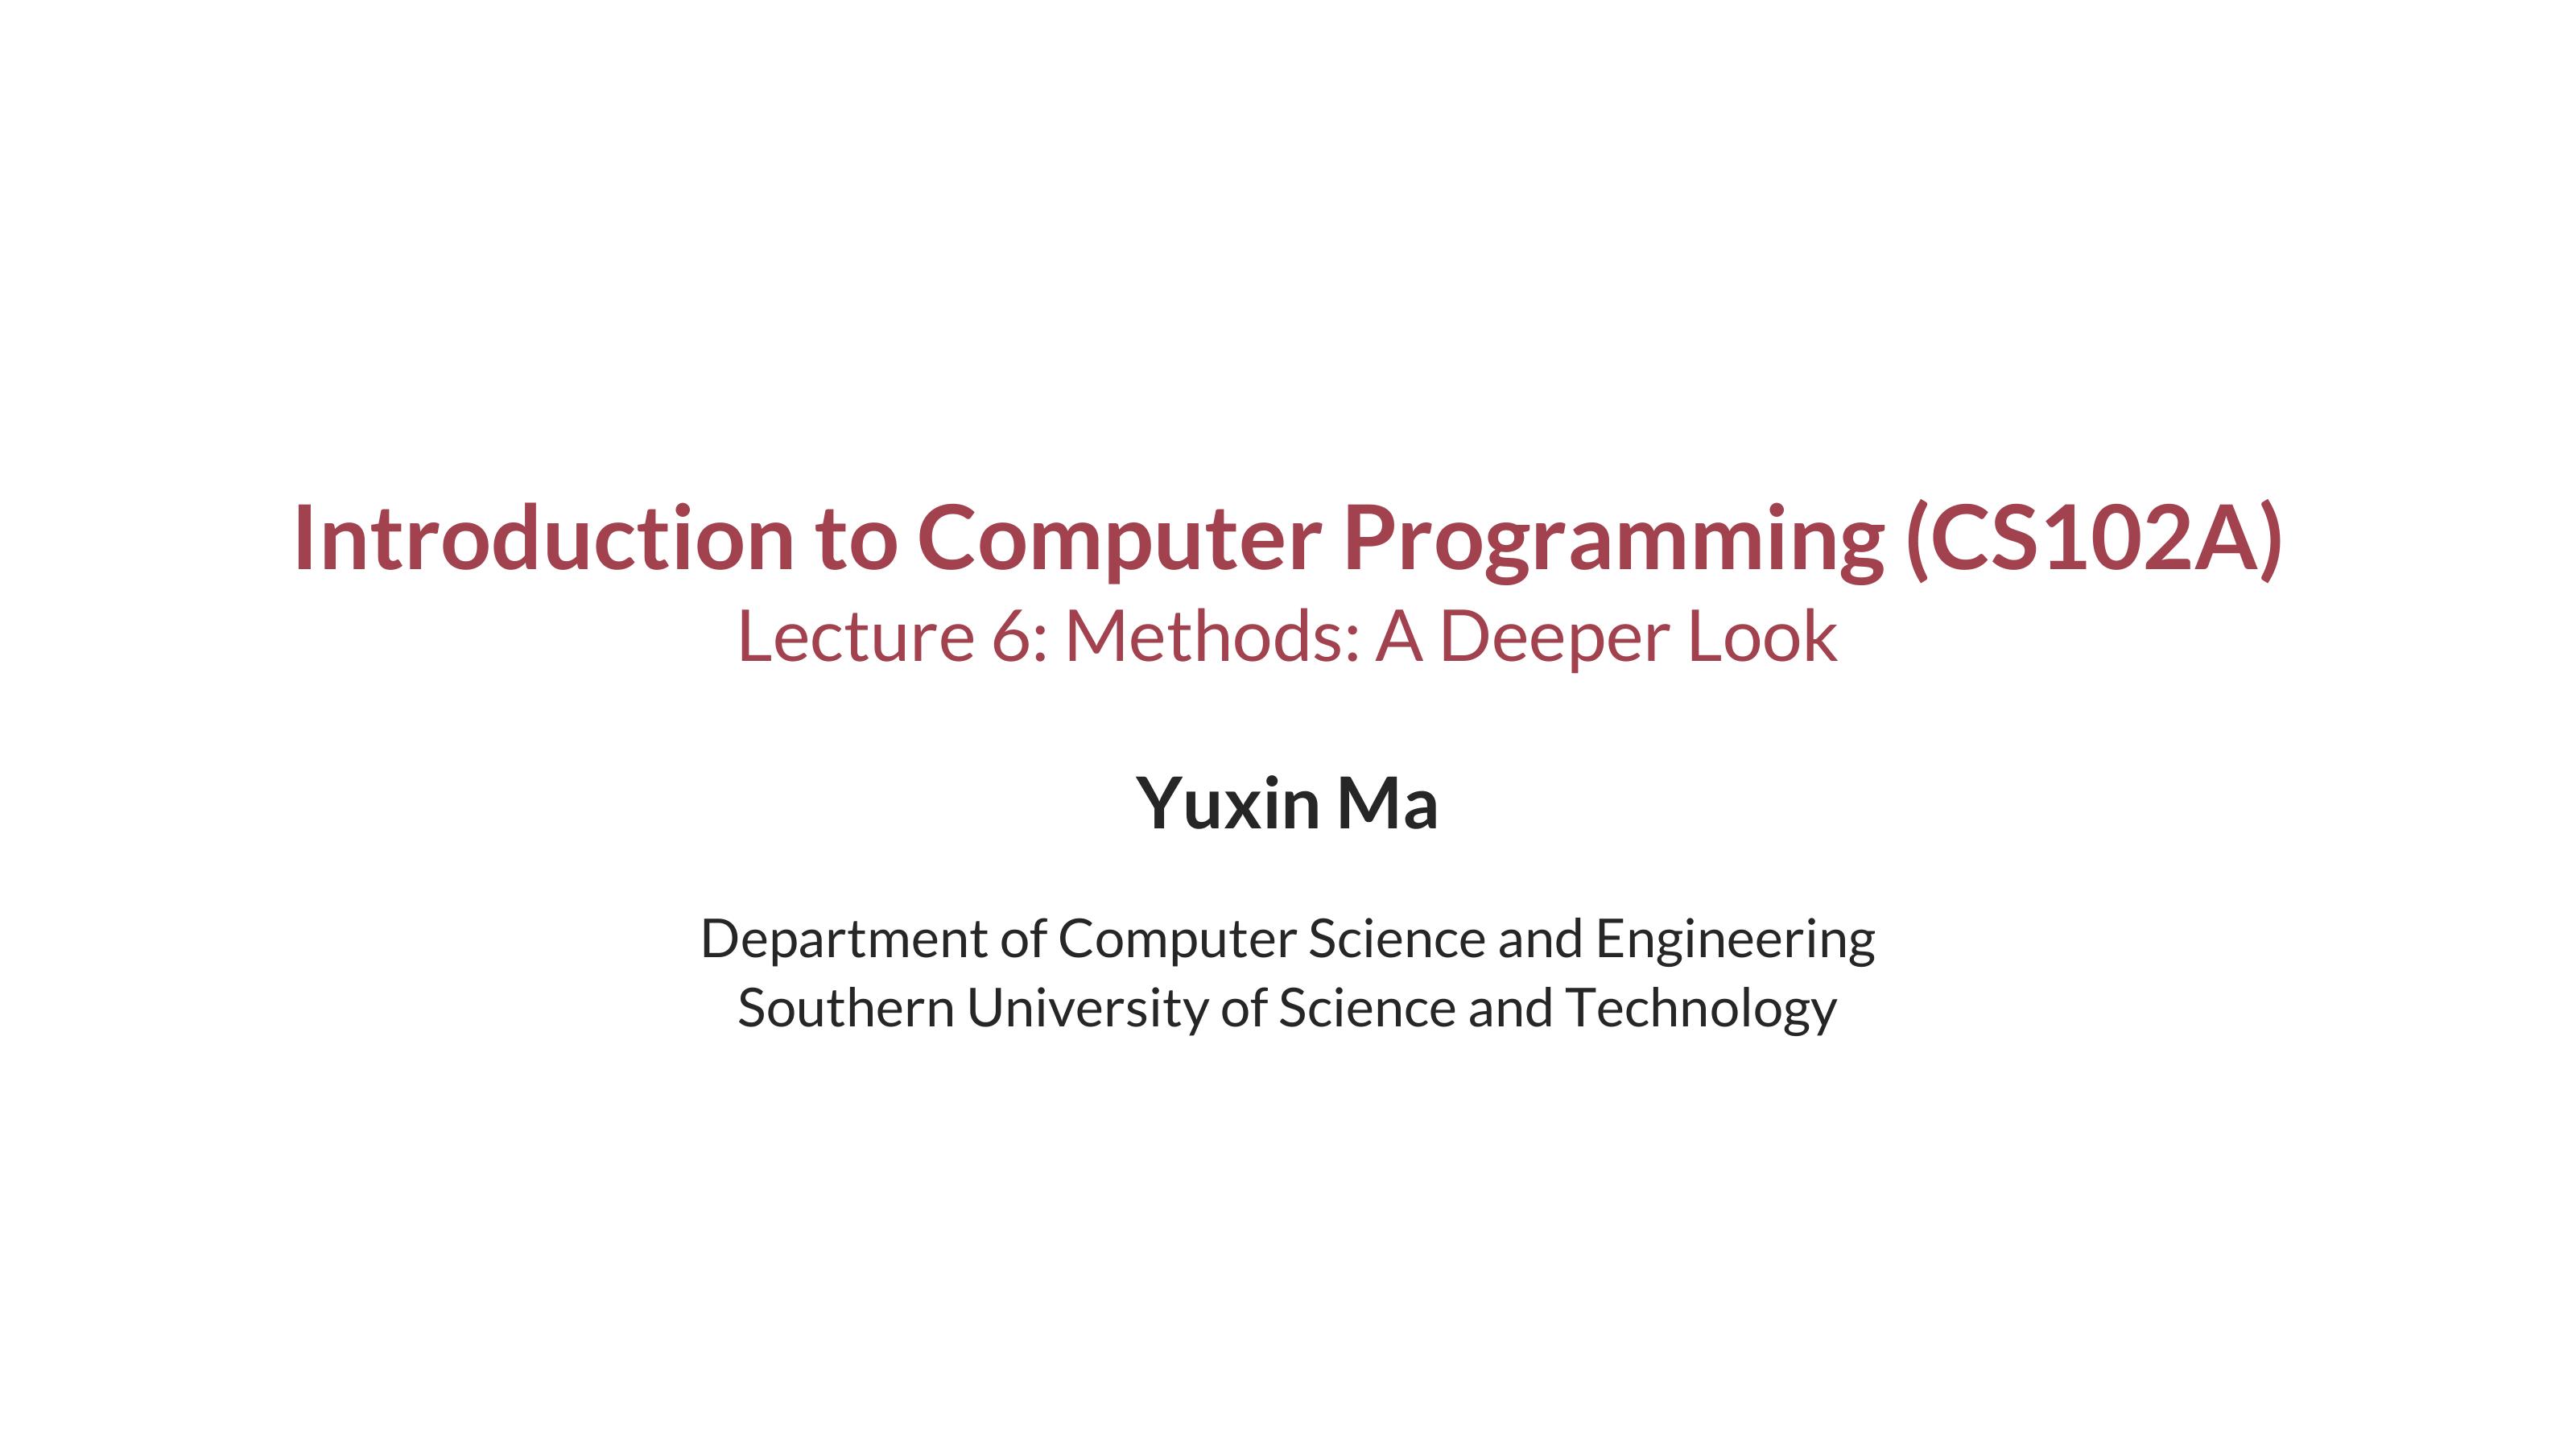 Introduction to Computer Programming (CS102A)
Lecture 6: Methods: A Deeper Look
Yuxin Ma
Department of Computer Science and Engineering
Southern University of Science and Technology